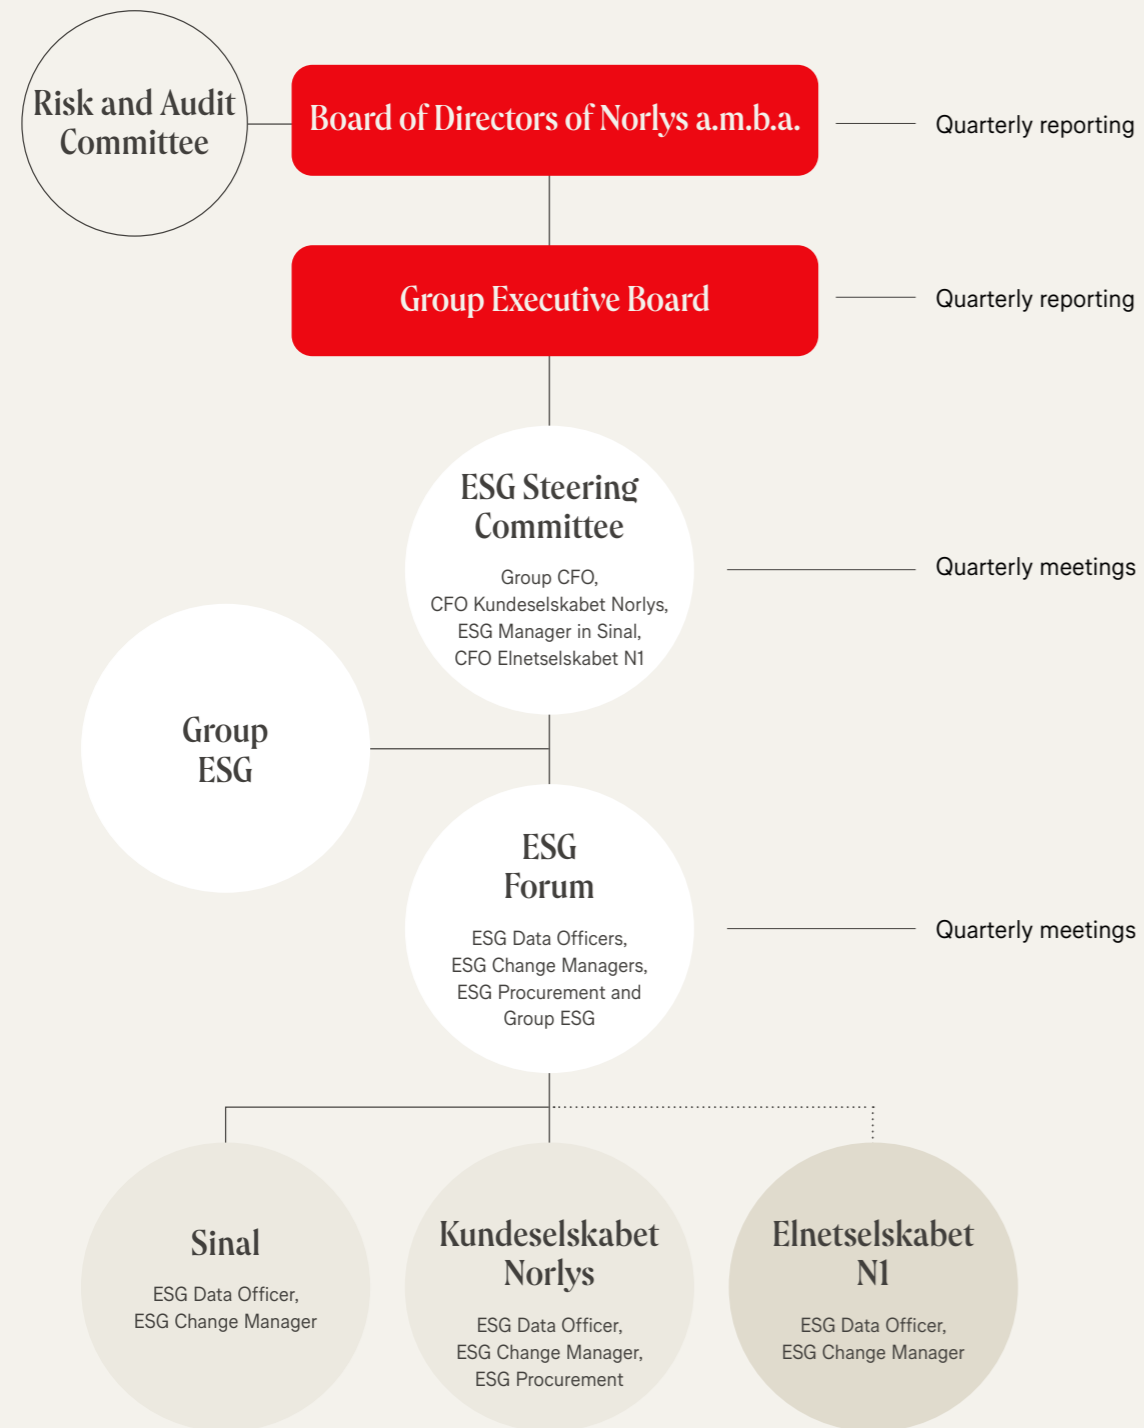 Risk and Audit
Committee
Board of Directors of Norlys a.m.b.a.
Quarterly reporting
Group Executive Board
Quarterly reporting
ESG Steering
Committee
Group CFO,
CFO Kundeselskabet Norlys,
ESG Manager in Sinal,
CFO Elnetselskabet N1
Quarterly meetings
Group
ESG
ESG
Forum
ESG Data Officers,
ESG Change Managers,
ESG Procurement and
Group ESG
Quarterly meetings
Sinal
ESG Data Officer,
ESG Change Manager
Kundeselskabet
Norlys
ESG Data Officer,
ESG Change Manager,
ESG Procurement
Elnetselskabet
N1
ESG Data Officer,
ESG Change Manager